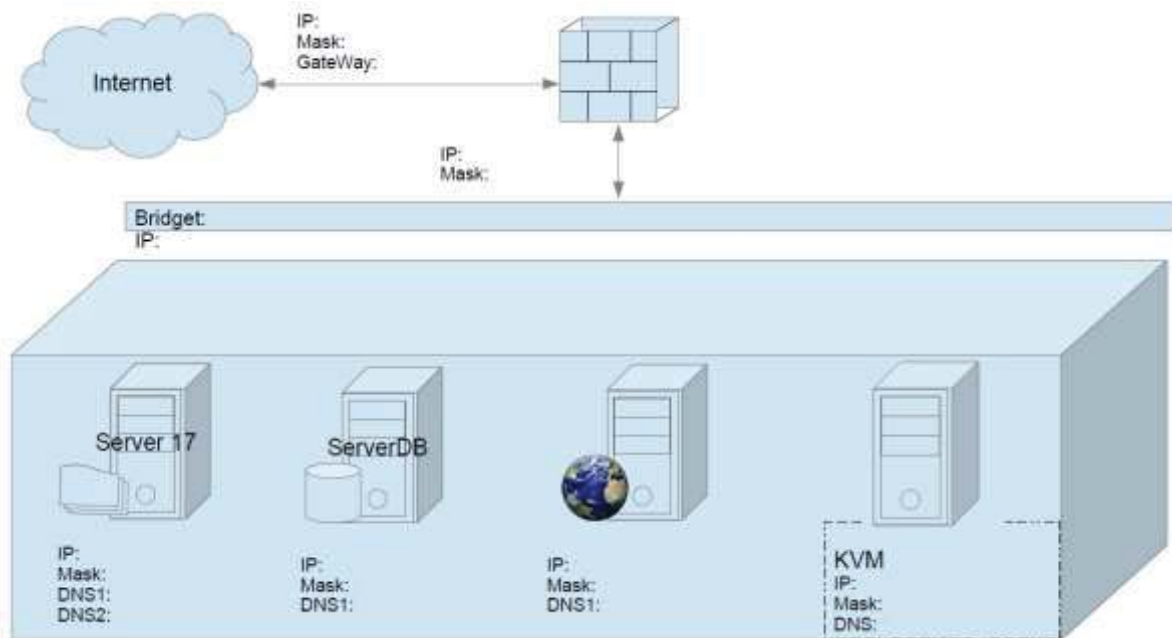 IP:
Mask:
GateWay:
Internet
IP:
Mask:
Bridget:
IP:
Server 17
ServerDB
IP:
Mask:
DNS1:
DNS2:
IP:
Mask:
DNS1:
IP:
Mask:
DNS1:
KVM
IP:
Mask:
DNS: